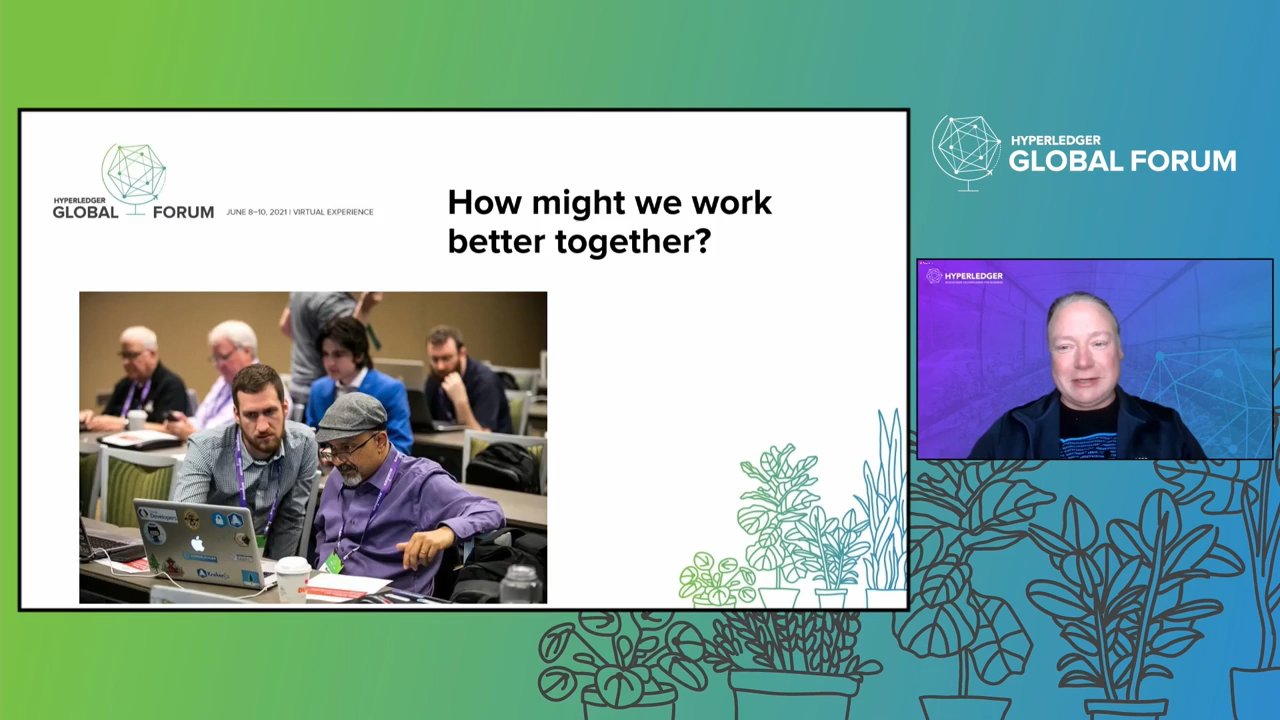 HYPERLEDGER
GLOBAL FORUM
JUNE 8–10, 2021 | VIRTUAL EXPERIENCE
How might we work
better together?
HYPERLEDGER
GLOBAL FORUM
HYPERLEDGER